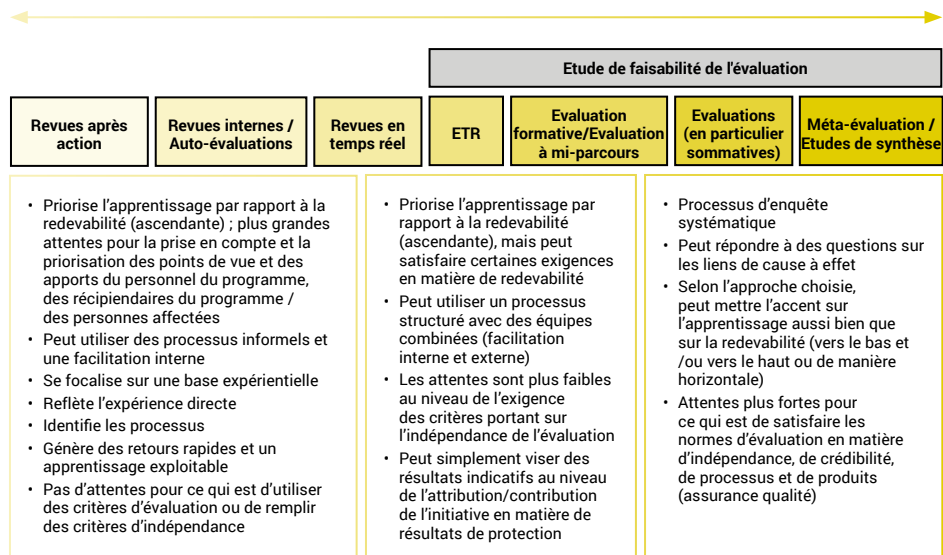 Etude de faisabilité de l'évaluation
Revues après
action
Revues internes /
Auto-évaluations
Revues en
temps réel
ETR
Evaluation
formative/Evaluation
à mi-parcours
Evaluations
(en particulier
sommatives)
Méta-évaluation /
Etudes de synthèse
• Priorise l’apprentissage par rapport à la
redevabilité (ascendante) ; plus grandes
attentes pour la prise en compte et la
priorisation des points de vue et des
apports du personnel du programme,
des récipiendaires du programme /
des personnes affectées
• Peut utiliser des processus informels et
une facilitation interne
• Se focalise sur une base expérientielle
• Reflète l’expérience directe
• Identifie les processus
• Génère des retours rapides et un
apprentissage exploitable
• Pas d’attentes pour ce qui est d’utiliser
des critères d’évaluation ou de remplir
des critères d’indépendance
• Priorise l’apprentissage par
rapport à la redevabilité
(ascendante), mais peut
satisfaire certaines exigences
en matière de redevabilité
• Peut utiliser un processus
structuré avec des équipes
combinées (facilitation
interne et externe)
• Les attentes sont plus faibles
au niveau de l’exigence
des critères portant sur
l’indépendance de l’évaluation
• Peut simplement viser des
résultats indicatifs au niveau
de l’attribution/contribution
de l’initiative en matière de
résultats de protection
• Processus d’enquête
systématique
• Peut répondre à des questions sur
les liens de cause à effet
• Selon l’approche choisie,
peut mettre l’accent sur
l’apprentissage aussi bien que
sur la redevabilité (vers le bas et
/ou vers le haut ou de manière
horizontale)
• Attentes plus fortes pour
ce qui est de satisfaire les
normes d’évaluation en matière
d’indépendance, de crédibilité,
de processus et de produits
(assurance qualité)